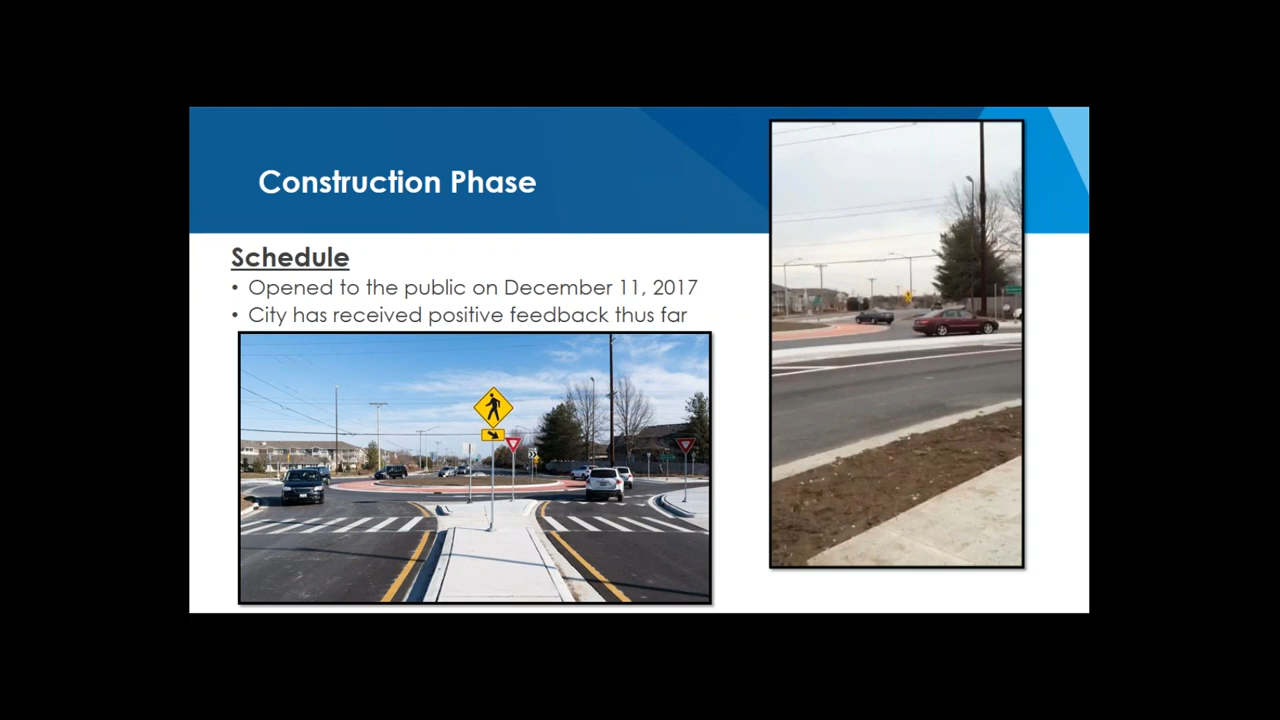 Construction Phase
Schedule
• Opened to the public on December 11, 2017
• City has received positive feedback thus far